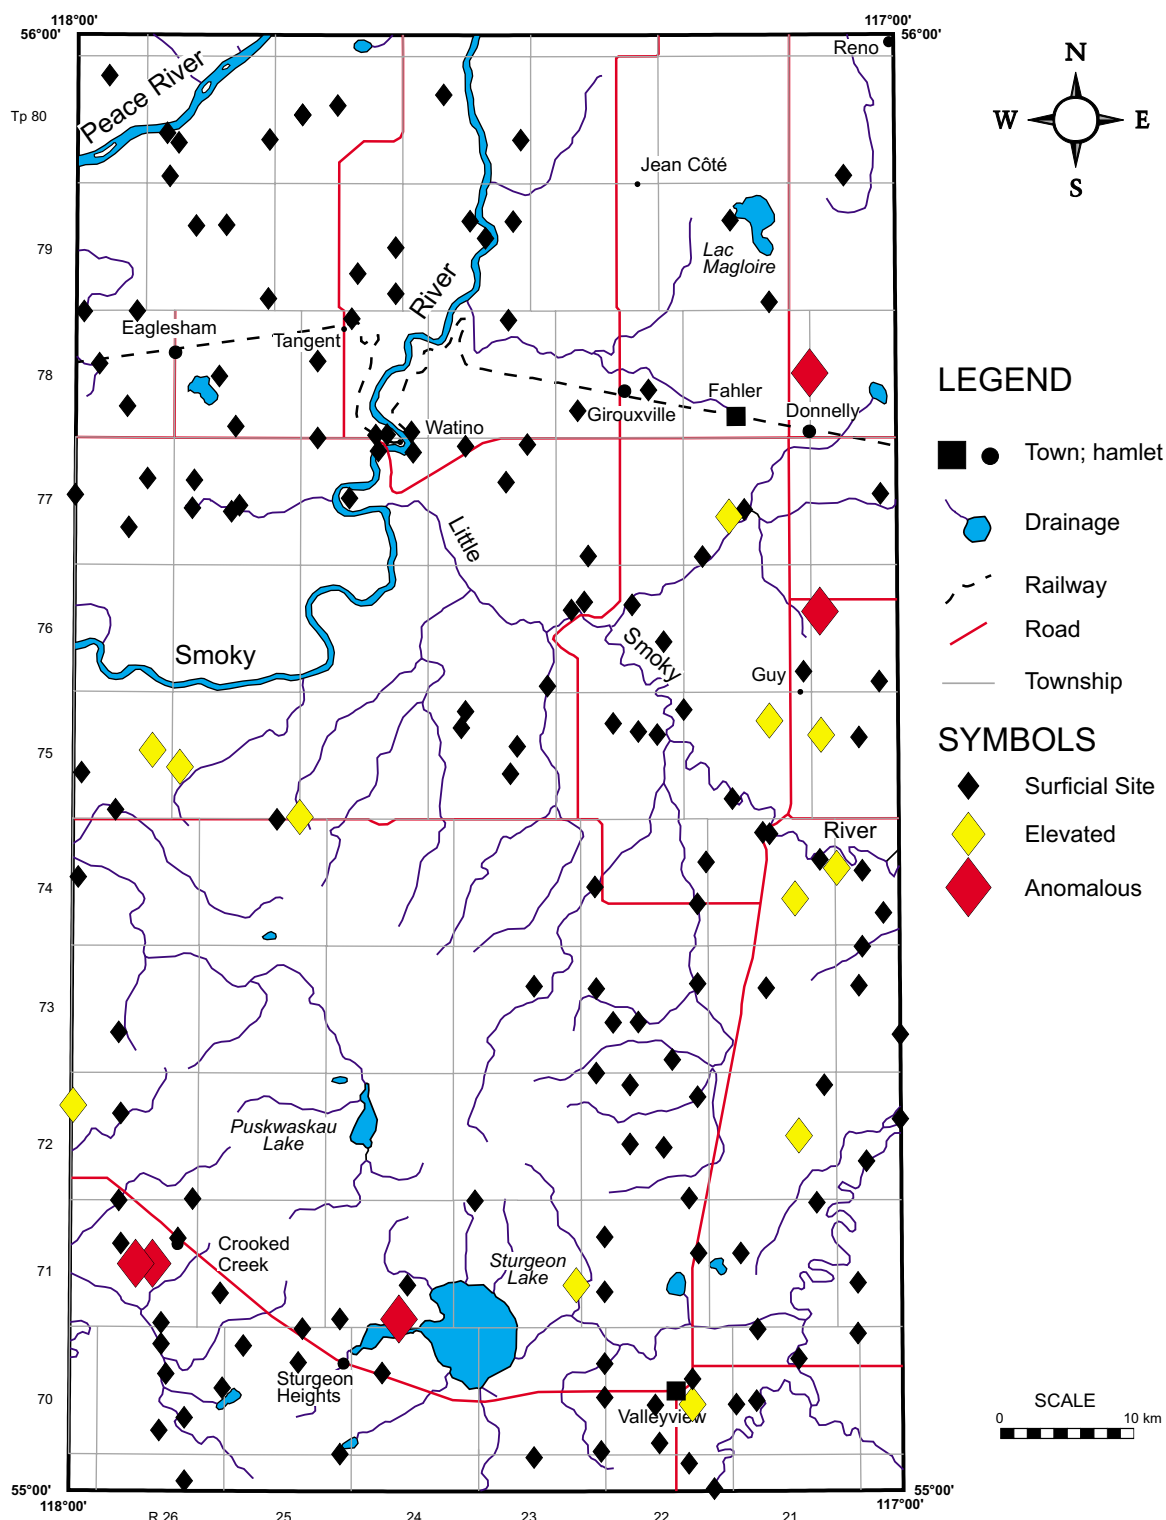 118°00'
117°00'
56°00'
56°00'
Reno
N
W
E
S
Peace River
Tp 80
Jean Côté
79
Lac
Magloire
River
Eaglesham
Tangent
78
Fahler
Girouxville
Donnelly
Watino
LEGEND
Town; hamlet
77
Little
Drainage
Railway
76
Smoky
Smoky
Road
Guy
Township
75
SYMBOLS
Surficial Site
River
Elevated
74
Anomalous
73
Puskwaskau
Lake
72
Crooked
Creek
Sturgeon
Lake
71
Sturgeon
Heights
70
Valleyview
SCALE
0
10 km
55°00'
55°00'
118°00'
117°00'
R 26
25
24
23
22
21